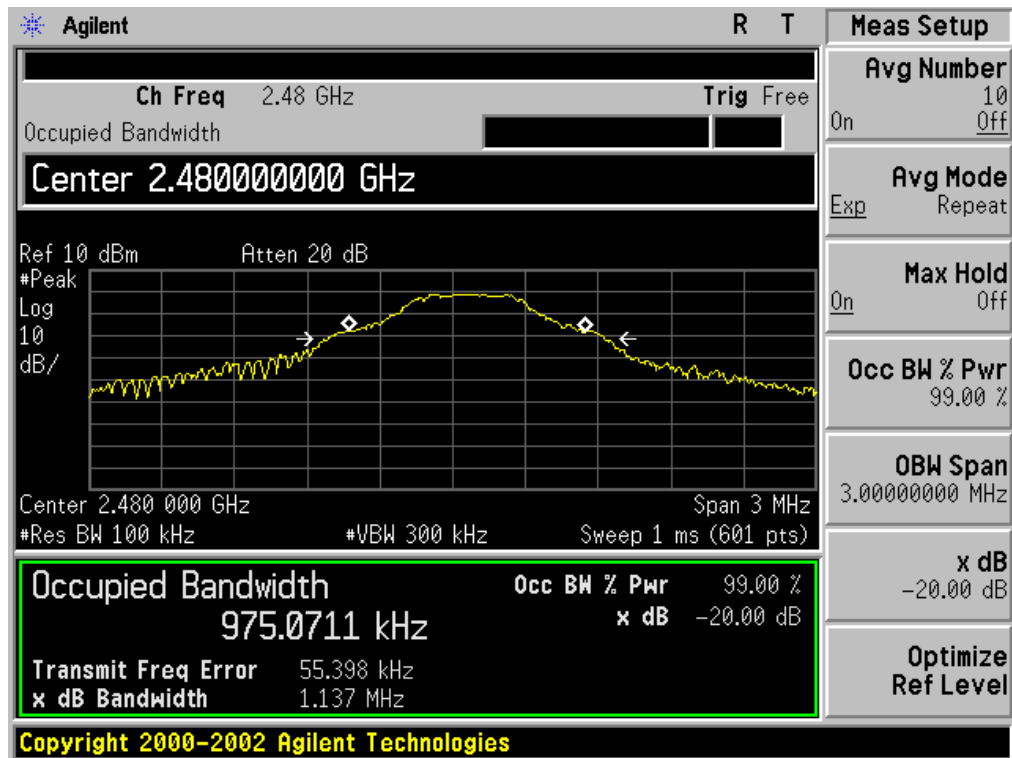 Agilent R T
Ch Freq 2.48 GHz Trig Free
Occupied Bandwidth
Center 2.480000000 GHz
Ref 10 dBm Atten 20 dB
#Peak
Log
10
dB/
Center 2.480 000 GHz Span 3 MHz
#Res BW 100 kHz #VBW 300 kHz Sweep 1 ms (601 pts)
Occupied Bandwidth Occ BW % Pwr 99.00 %
975.0711 kHz x dB -20.00 dB
Transmit Freq Error 55.398 kHz
x dB Bandwidth 1.137 MHz
Copyright 2000-2002 Agilent Technologies
Meas Setup
Avg Number
10
On Off
Avg Mode
Exp Repeat
Max Hold
On Off
Occ BW % Pwr
99.00 %
OBW Span
3.00000000 MHz
x dB
-20.00 dB
Optimize
Ref Level